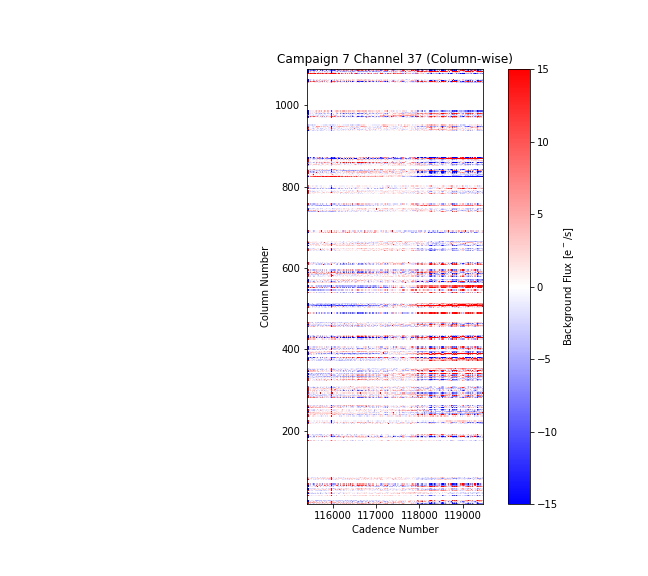 Campaign 7 Channel 37 (Column-wise)
1000
800
600
400
200
Column Number
116000 117000 118000 119000
Cadence Number
15
10
5
0
−5
−10
−15
Background Flux [e⁻/s]